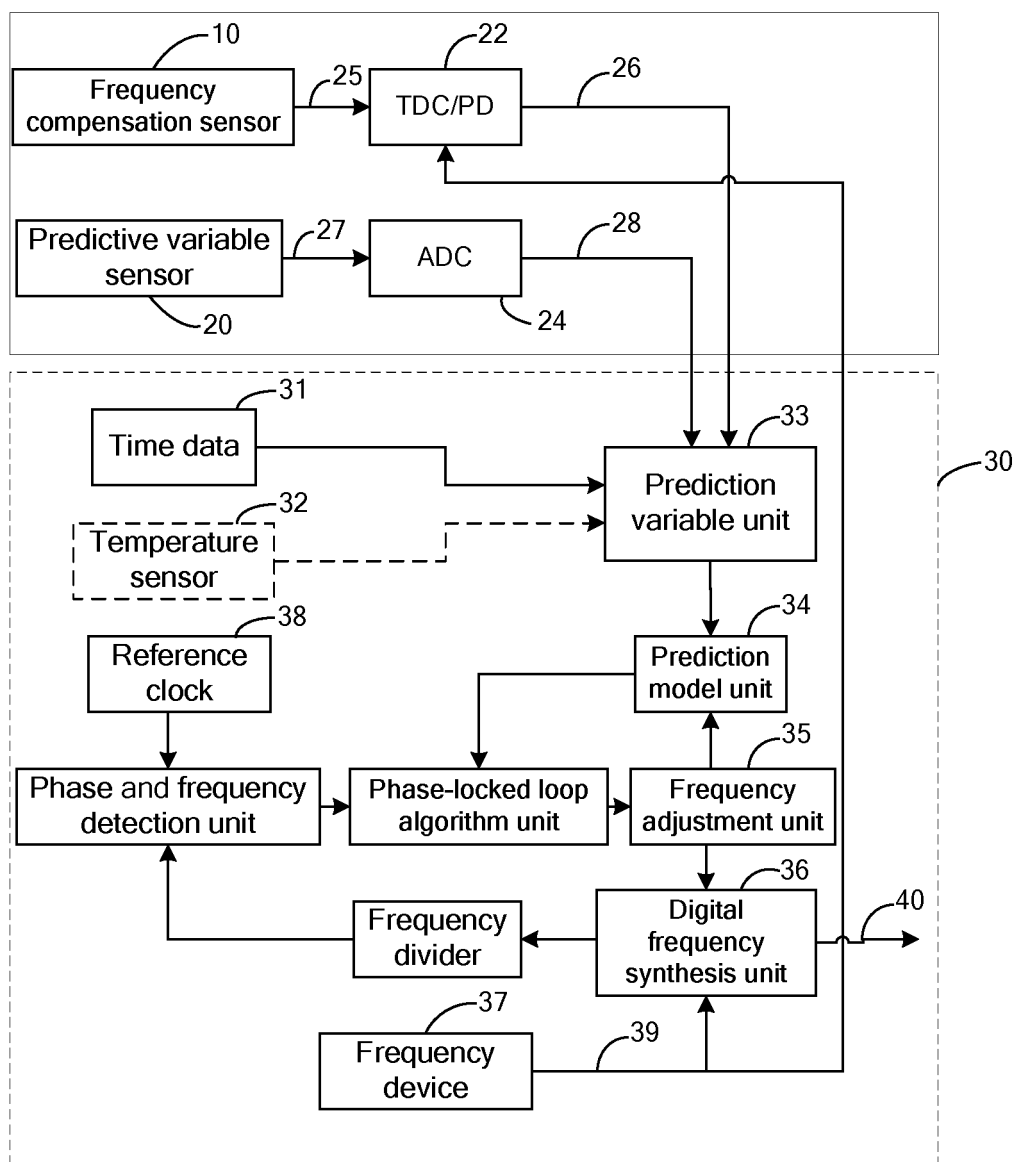 10
22
25
26
Frequency
compensation sensor
TDC/PD
Predictive variable
sensor
27
ADC
28
20
24
31
Time data
33
Prediction
variable unit
30
32
Temperature
sensor
38
Reference
clock
34
Prediction
model unit
35
Phase and frequency
detection unit
Phase-locked loop
algorithm unit
Frequency
adjustment unit
36
Frequency
divider
Digital
frequency
synthesis unit
40
37
Frequency
device
39